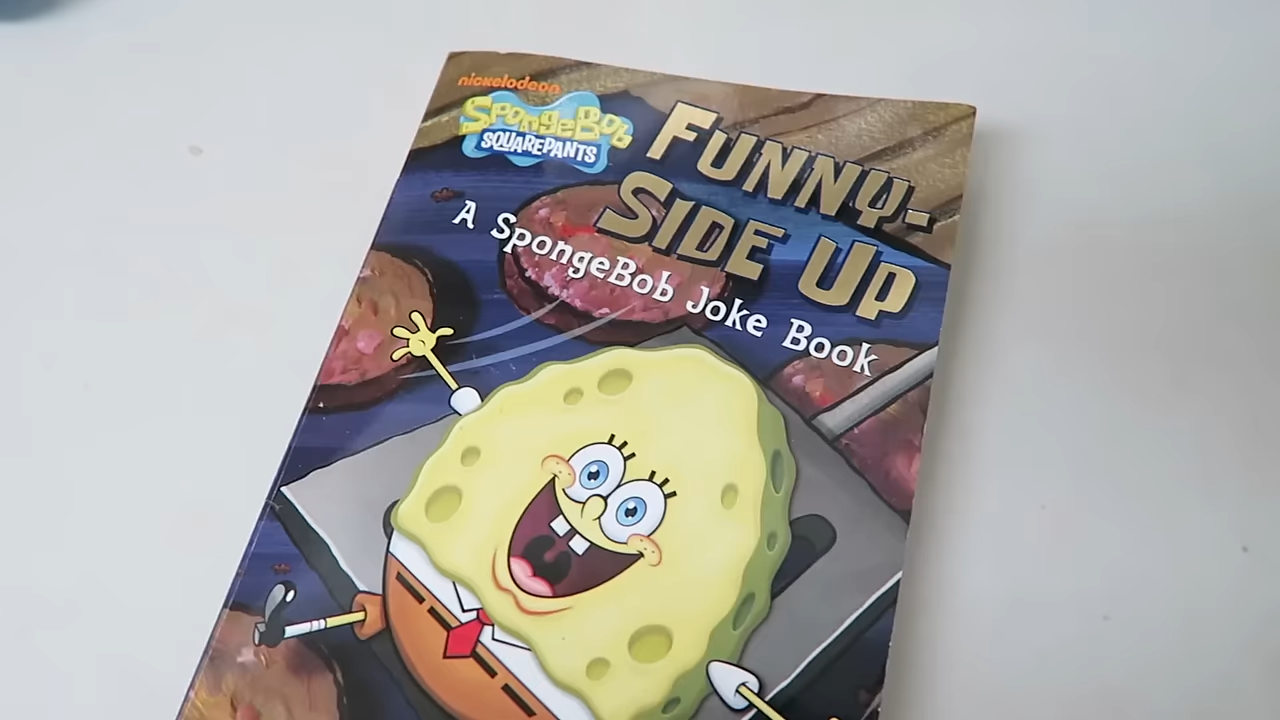 nickelodeon
SpongeBob
SQUAREPANTS
FUNNY-
SIDE UP
A SpongeBob Joke Book